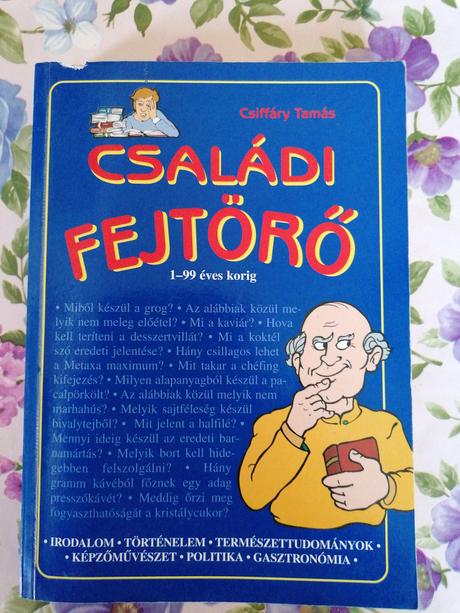 Csiffáry Tamás
CSALÁDI
FEJTÖRŐ
1–99 éves korig
• Miből készül a grog? • Az alábbiak közül me-
lyik nem meleg előétel? • Mi a kaviár? • Hova
kell teríteni a desszertvillát? • Mi a koktél
szó eredeti jelentése? • Hány csillagos lehet
a Metaxa maximum? • Mit takar a chéfing
kifejezés? • Milyen alapanyagból készül a pa-
calpörkölt? • Az alábbiak közül melyik nem
marhahús? • Melyik sajtféleség készül
bivalytejből? • Mit jelent a halfilé? •
Mennyi ideig készül az eredeti bar-
namártás? • Melyik bort kell hide-
gebben felszolgálni? • Hány
gramm kávéból főznek egy adag
presszókávét? • Meddig őrzi meg
fogyaszthatóságát a kristálycukor?
• IRODALOM • TÖRTÉNELEM • TERMÉSZETTUDOMÁNYOK •
• KÉPZŐMŰVÉSZET • POLITIKA • GASZTRONÓMIA •